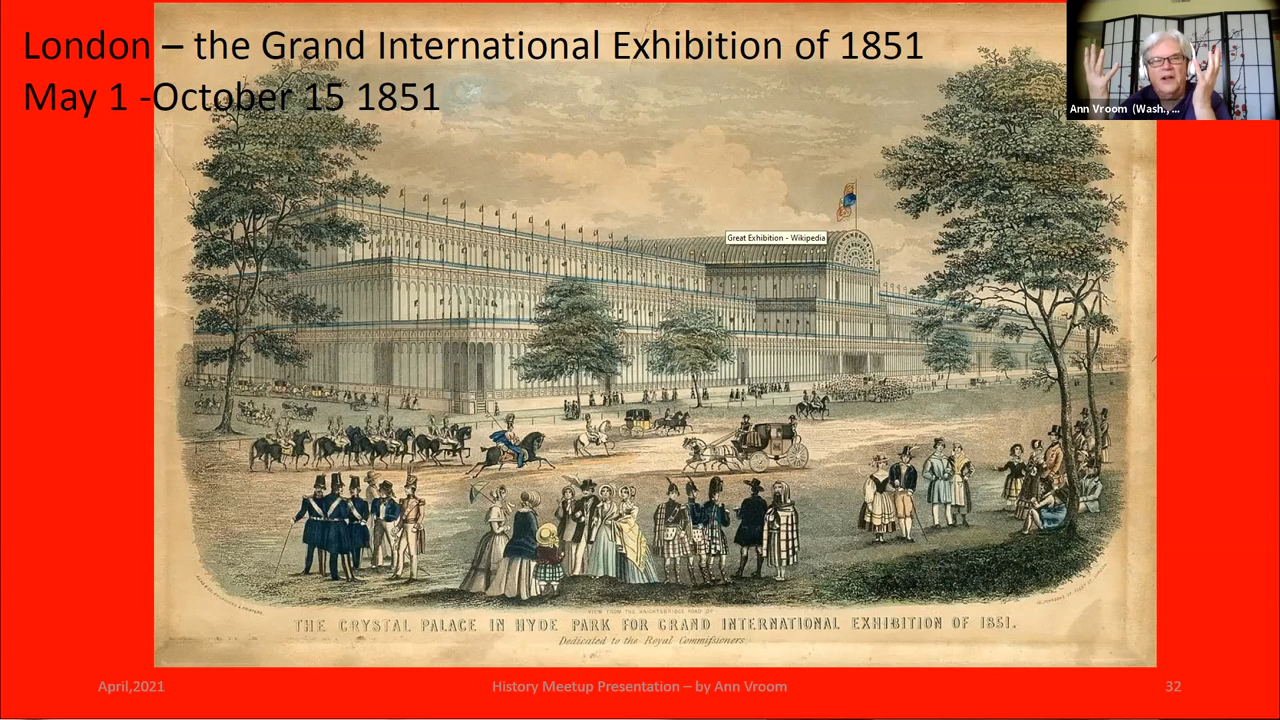 London – the Grand International Exhibition of 1851
May 1 -October 15 1851
Ann Vroom (Wash., ...
Great Exhibition - Wikipedia
VIEW FROM THE KNIGHTSBRIDGE ROAD OF
THE CRYSTAL PALACE IN HYDE PARK FOR GRAND INTERNATIONAL EXHIBITION OF 1851.
Dedicated to the Royal Commissioners.
April,2021
History Meetup Presentation – by Ann Vroom
32